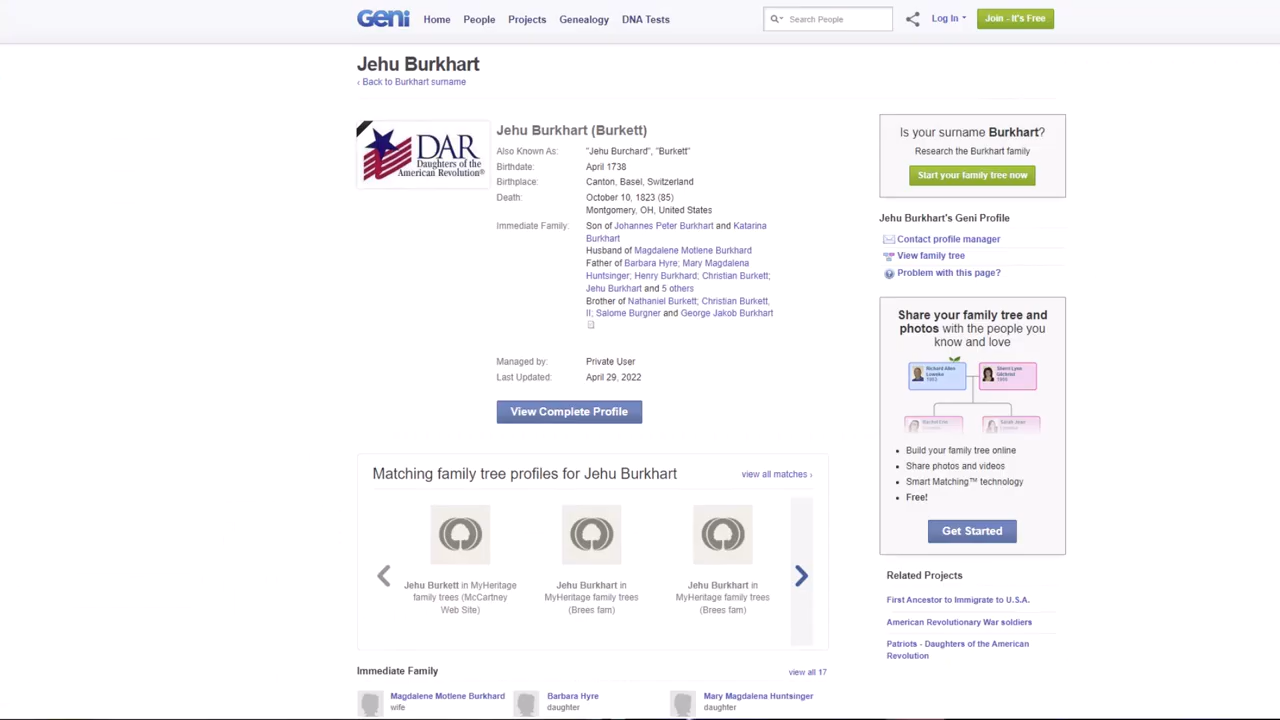 Geni Home People Projects Genealogy DNA Tests Search People Log In Join - It's Free
Jehu Burkhart
‹ Back to Burkhart surname
DAR
Daughters of the
American Revolution®
Jehu Burkhart (Burkett)
Also Known As: "Jehu Burchard", "Burkett"
Birthdate: April 1738
Birthplace: Canton, Basel, Switzerland
Death: October 10, 1823 (85)
Montgomery, OH, United States
Immediate Family: Son of Johannes Peter Burkhart and Katarina
Burkhart
Husband of Magdalene Motlene Burkhard
Father of Barbara Hyre; Mary Magdalena
Huntsinger; Henry Burkhard; Christian Burkett;
Jehu Burkhart and 5 others
Brother of Nathaniel Burkett; Christian Burkett,
II; Salome Burgner and George Jakob Burkhart
Managed by: Private User
Last Updated: April 29, 2022
View Complete Profile
Matching family tree profiles for Jehu Burkhart view all matches ›
Jehu Burkett in MyHeritage
family trees (McCartney
Web Site)
Jehu Burkhart in
MyHeritage family trees
(Brees fam)
Jehu Burkhart in
MyHeritage family trees
(Brees fam)
Immediate Family view all 17
Magdalene Motlene Burkhard
wife
Barbara Hyre
daughter
Mary Magdalena Huntsinger
daughter
Is your surname Burkhart?
Research the Burkhart family
Start your family tree now
Jehu Burkhart's Geni Profile
Contact profile manager
View family tree
Problem with this page?
Share your family tree and
photos with the people you
know and love
• Build your family tree online
• Share photos and videos
• Smart Matching™ technology
• Free!
Get Started
Related Projects
First Ancestor to Immigrate to U.S.A.
American Revolutionary War soldiers
Patriots - Daughters of the American
Revolution